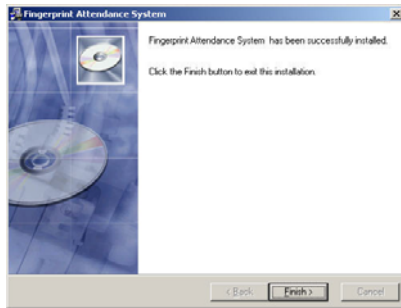 Fingerprint Attendance System
Fingerprint Attendance System has been successfully installed.
Click the Finish button to exit this installation.
< Back
Finish >
Cancel